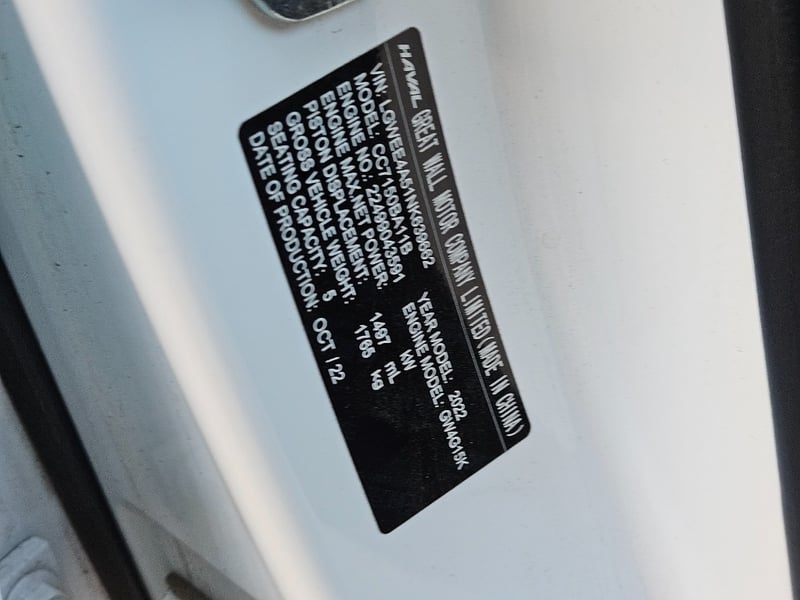 HAVAL GREAT WALL MOTOR COMPANY LIMITED(MADE IN CHINA)
VIN: LGWEE4A51NK639662 YEAR MODEL: 2022
MODEL: CC7150BA11B ENGINE MODEL: GW4G15K
ENGINE NO.: 22499043591 KW
ENGINE MAX.NET POWER:
PISTON DISPLACEMENT: 1497 mL
GROSS VEHICLE WEIGHT: 1765 kg
SEATING CAPACITY: 5
DATE OF PRODUCTION: OCT / 22